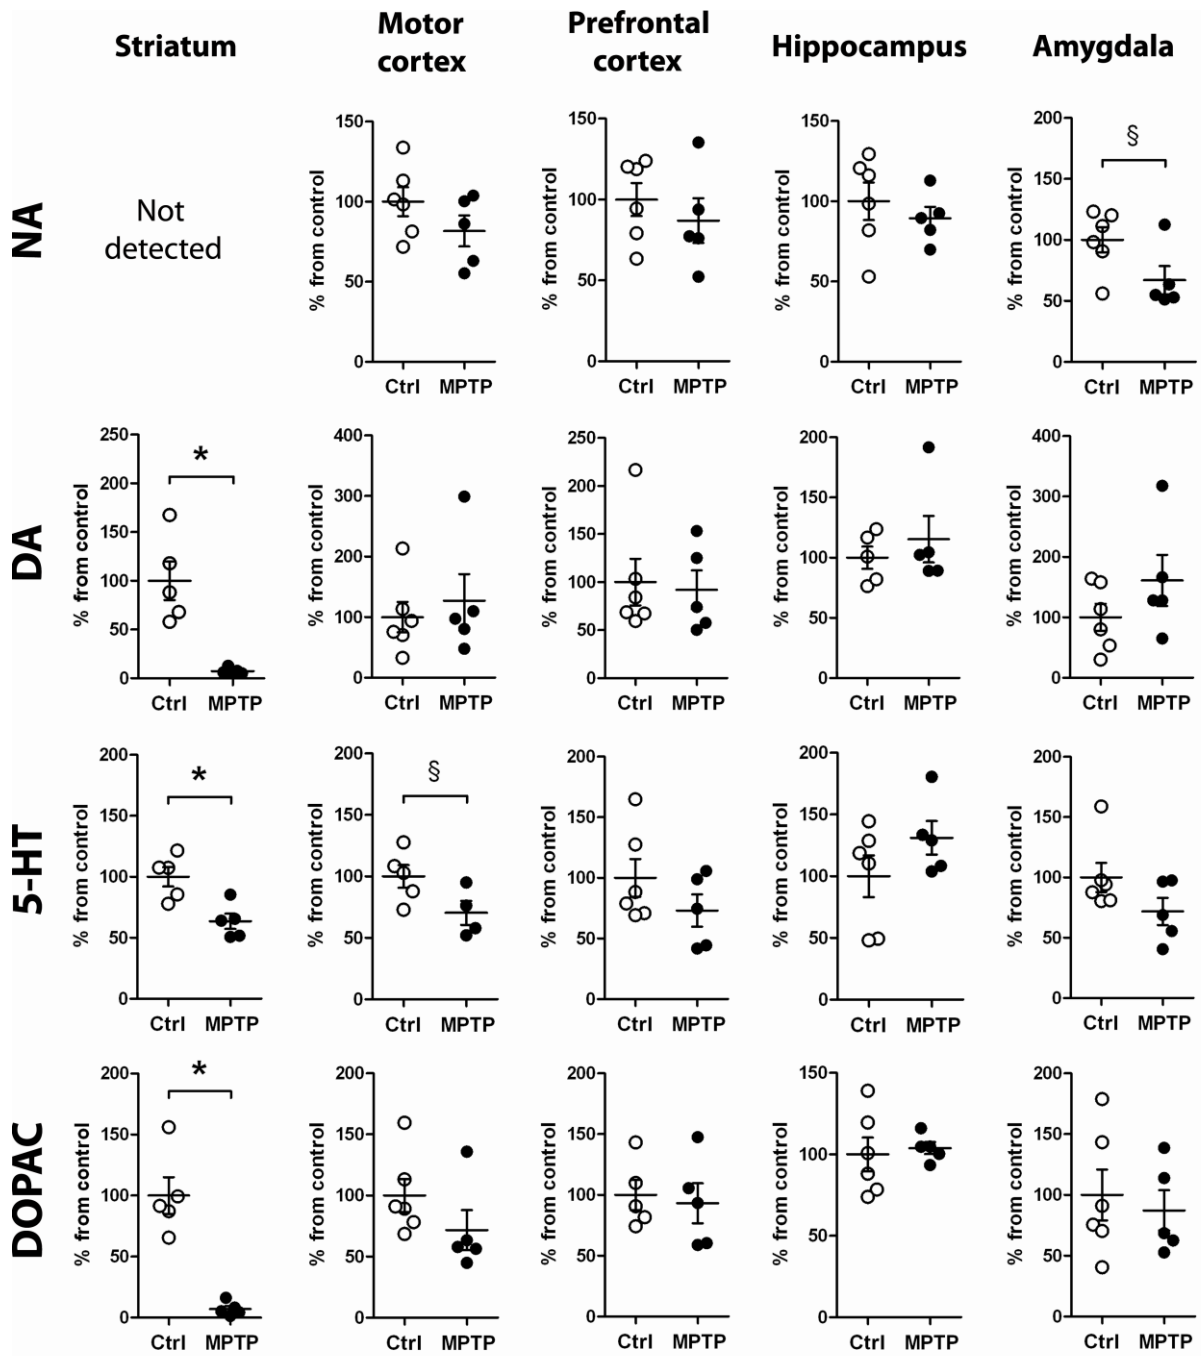 Striatum
Motor
cortex
Prefrontal
cortex
Hippocampus
Amygdala
NA
Not
detected
% from control
150
100
50
0
Ctrl MPTP
% from control
150
100
50
0
Ctrl MPTP
% from control
150
100
50
0
Ctrl MPTP
% from control
200
150
100
50
0
§
Ctrl MPTP
DA
% from control
250
200
150
100
50
0
*
Ctrl MPTP
% from control
400
300
200
100
0
Ctrl MPTP
% from control
250
200
150
100
50
0
Ctrl MPTP
% from control
200
150
100
50
0
Ctrl MPTP
% from control
400
300
200
100
0
Ctrl MPTP
5-HT
% from control
200
150
100
50
0
*
Ctrl MPTP
% from control
200
150
100
50
0
§
Ctrl MPTP
% from control
200
150
100
50
0
Ctrl MPTP
% from control
200
150
100
50
0
Ctrl MPTP
% from control
200
150
100
50
0
Ctrl MPTP
DOPAC
% from control
200
150
100
50
0
*
Ctrl MPTP
% from control
200
150
100
50
0
Ctrl MPTP
% from control
200
150
100
50
0
Ctrl MPTP
% from control
150
100
50
0
Ctrl MPTP
% from control
200
150
100
50
0
Ctrl MPTP